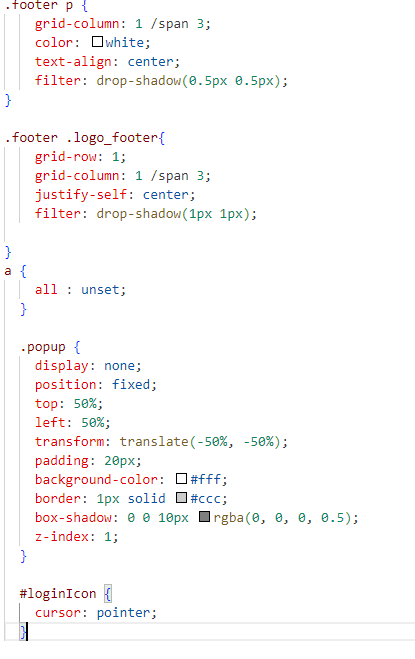 .footer p {
    grid-column: 1 /span 3;
    color: white;
    text-align: center;
    filter: drop-shadow(0.5px 0.5px);
}

.footer .logo_footer{
    grid-row: 1;
    grid-column: 1 /span 3;
    justify-self: center;
    filter: drop-shadow(1px 1px);

}
a {
    all : unset;
  }

  .popup {
    display: none;
    position: fixed;
    top: 50%;
    left: 50%;
    transform: translate(-50%, -50%);
    padding: 20px;
    background-color: #fff;
    border: 1px solid #ccc;
    box-shadow: 0 0 10px rgba(0, 0, 0, 0.5);
    z-index: 1;
  }

  #loginIcon {
    cursor: pointer;
  }